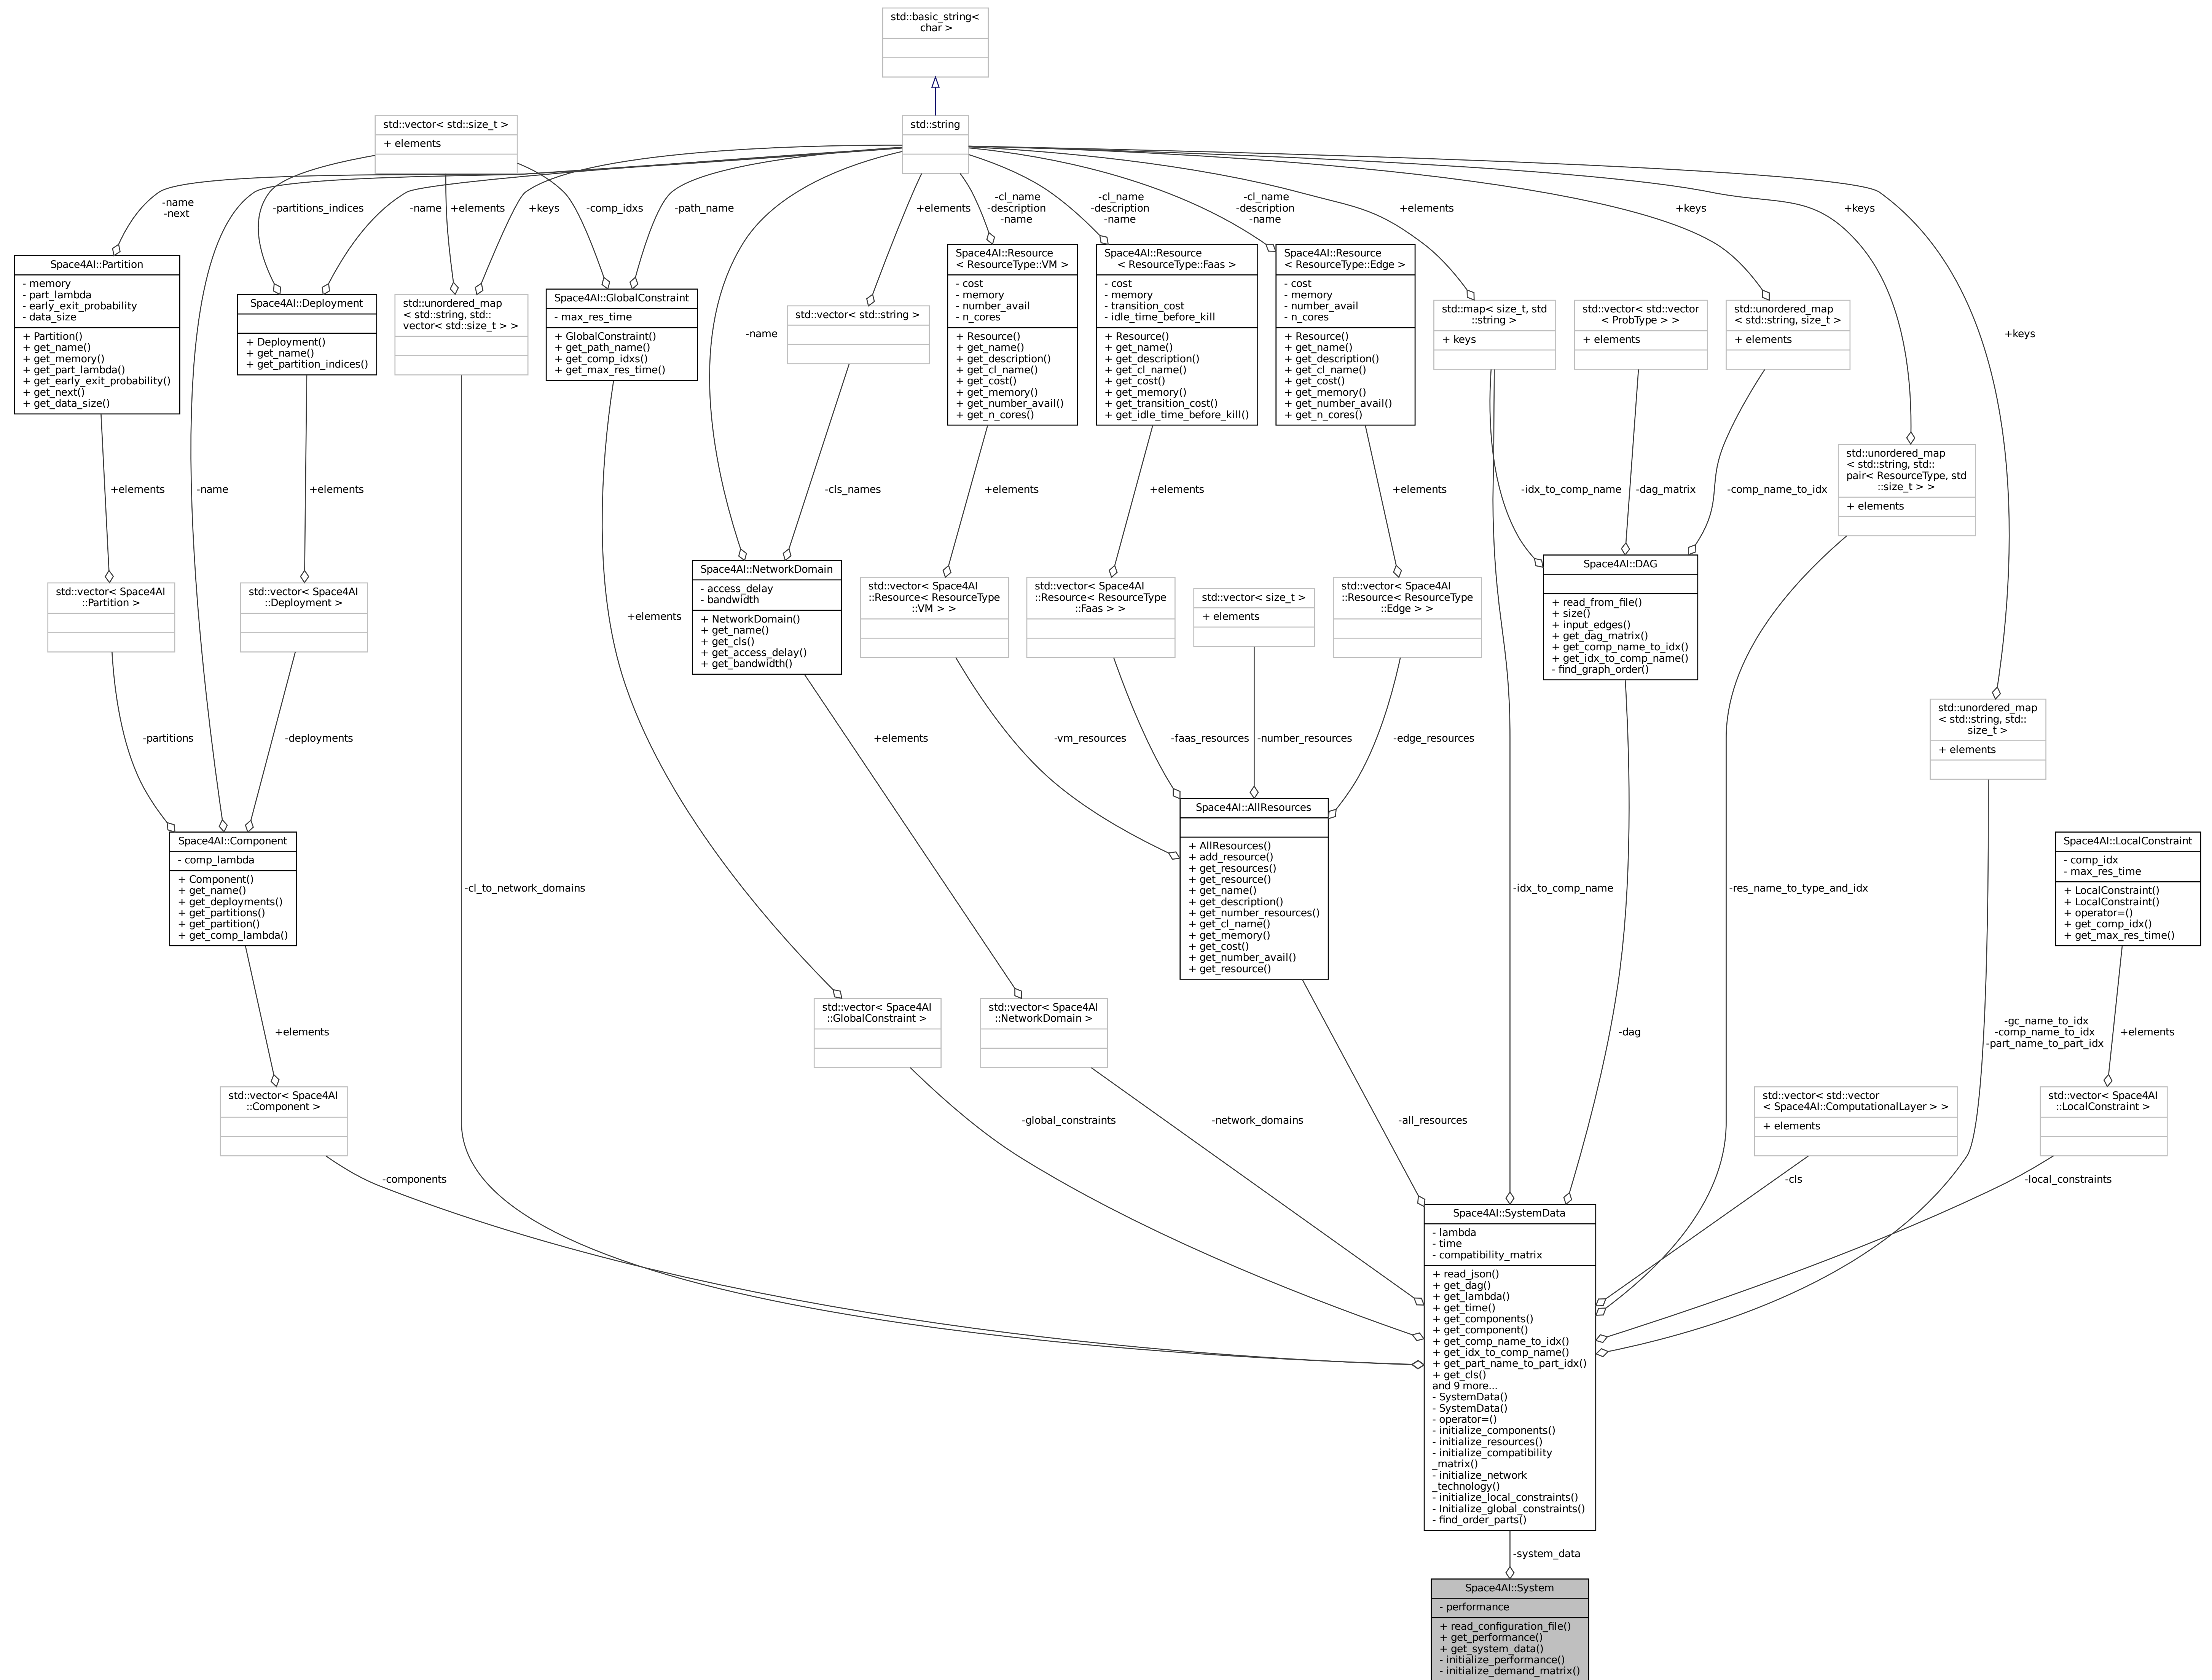 std::basic_string<
char >
std::vector< std::size_t >
+ elements
std::string
-name
-next
-partitions_indices
-name
+elements
+keys
-comp_idxs
-path_name
+elements
-cl_name
-description
-name
-cl_name
-description
-name
-cl_name
-description
-name
+elements
+keys
+keys
Space4AI::Partition
- memory
- part_lambda
- early_exit_probability
- data_size
+ Partition()
+ get_name()
+ get_memory()
+ get_part_lambda()
+ get_early_exit_probability()
+ get_next()
+ get_data_size()
Space4AI::Deployment
+ Deployment()
+ get_name()
+ get_partition_indices()
std::unordered_map
< std::string, std::
vector< std::size_t > >
Space4AI::GlobalConstraint
- max_res_time
+ GlobalConstraint()
+ get_path_name()
+ get_comp_idxs()
+ get_max_res_time()
-name
std::vector< std::string >
Space4AI::Resource
< ResourceType::VM >
- cost
- memory
- number_avail
- n_cores
+ Resource()
+ get_name()
+ get_description()
+ get_cl_name()
+ get_cost()
+ get_memory()
+ get_number_avail()
+ get_n_cores()
Space4AI::Resource
< ResourceType::Faas >
- cost
- memory
- transition_cost
- idle_time_before_kill
+ Resource()
+ get_name()
+ get_description()
+ get_cl_name()
+ get_cost()
+ get_memory()
+ get_transition_cost()
+ get_idle_time_before_kill()
Space4AI::Resource
< ResourceType::Edge >
- cost
- memory
- number_avail
- n_cores
+ Resource()
+ get_name()
+ get_description()
+ get_cl_name()
+ get_cost()
+ get_memory()
+ get_number_avail()
+ get_n_cores()
std::map< size_t, std
::string >
+ keys
std::vector< std::vector
< ProbType > >
+ elements
std::unordered_map
< std::string, size_t >
+ elements
+keys
+elements
-name
+elements
-cls_names
+elements
+elements
+elements
-idx_to_comp_name
-dag_matrix
-comp_name_to_idx
std::unordered_map
< std::string, std::
pair< ResourceType, std
::size_t > >
+ elements
std::vector< Space4AI
::Partition >
std::vector< Space4AI
::Deployment >
+elements
Space4AI::NetworkDomain
- access_delay
- bandwidth
+ NetworkDomain()
+ get_name()
+ get_cls()
+ get_access_delay()
+ get_bandwidth()
std::vector< Space4AI
::Resource< ResourceType
::VM > >
std::vector< Space4AI
::Resource< ResourceType
::Faas > >
std::vector< size_t >
+ elements
std::vector< Space4AI
::Resource< ResourceType
::Edge > >
Space4AI::DAG
+ read_from_file()
+ size()
+ input_edges()
+ get_dag_matrix()
+ get_comp_name_to_idx()
+ get_idx_to_comp_name()
- find_graph_order()
-partitions
-deployments
+elements
-vm_resources
-faas_resources
-number_resources
-edge_resources
std::unordered_map
< std::string, std::
size_t >
+ elements
Space4AI::Component
- comp_lambda
+ Component()
+ get_name()
+ get_deployments()
+ get_partitions()
+ get_partition()
+ get_comp_lambda()
-cl_to_network_domains
Space4AI::AllResources
+ AllResources()
+ add_resource()
+ get_resources()
+ get_resource()
+ get_name()
+ get_description()
+ get_number_resources()
+ get_cl_name()
+ get_memory()
+ get_cost()
+ get_number_avail()
+ get_resource()
-idx_to_comp_name
-res_name_to_type_and_idx
Space4AI::LocalConstraint
- comp_idx
- max_res_time
+ LocalConstraint()
+ LocalConstraint()
+ operator=()
+ get_comp_idx()
+ get_max_res_time()
+elements
std::vector< Space4AI
::GlobalConstraint >
std::vector< Space4AI
::NetworkDomain >
-dag
-gc_name_to_idx
-comp_name_to_idx
-part_name_to_part_idx
+elements
std::vector< Space4AI
::Component >
-global_constraints
-network_domains
-all_resources
std::vector< std::vector
< Space4AI::ComputationalLayer > >
+ elements
std::vector< Space4AI
::LocalConstraint >
-components
-cls
-local_constraints
Space4AI::SystemData
- lambda
- time
- compatibility_matrix
+ read_json()
+ get_dag()
+ get_lambda()
+ get_time()
+ get_components()
+ get_component()
+ get_comp_name_to_idx()
+ get_idx_to_comp_name()
+ get_part_name_to_part_idx()
+ get_cls()
and 9 more...
- SystemData()
- SystemData()
- operator=()
- initialize_components()
- initialize_resources()
- initialize_compatibility
_matrix()
- initialize_network
_technology()
- initialize_local_constraints()
- Initialize_global_constraints()
- find_order_parts()
-system_data
Space4AI::System
- performance
+ read_configuration_file()
+ get_performance()
+ get_system_data()
- initialize_performance()
- initialize_demand_matrix()